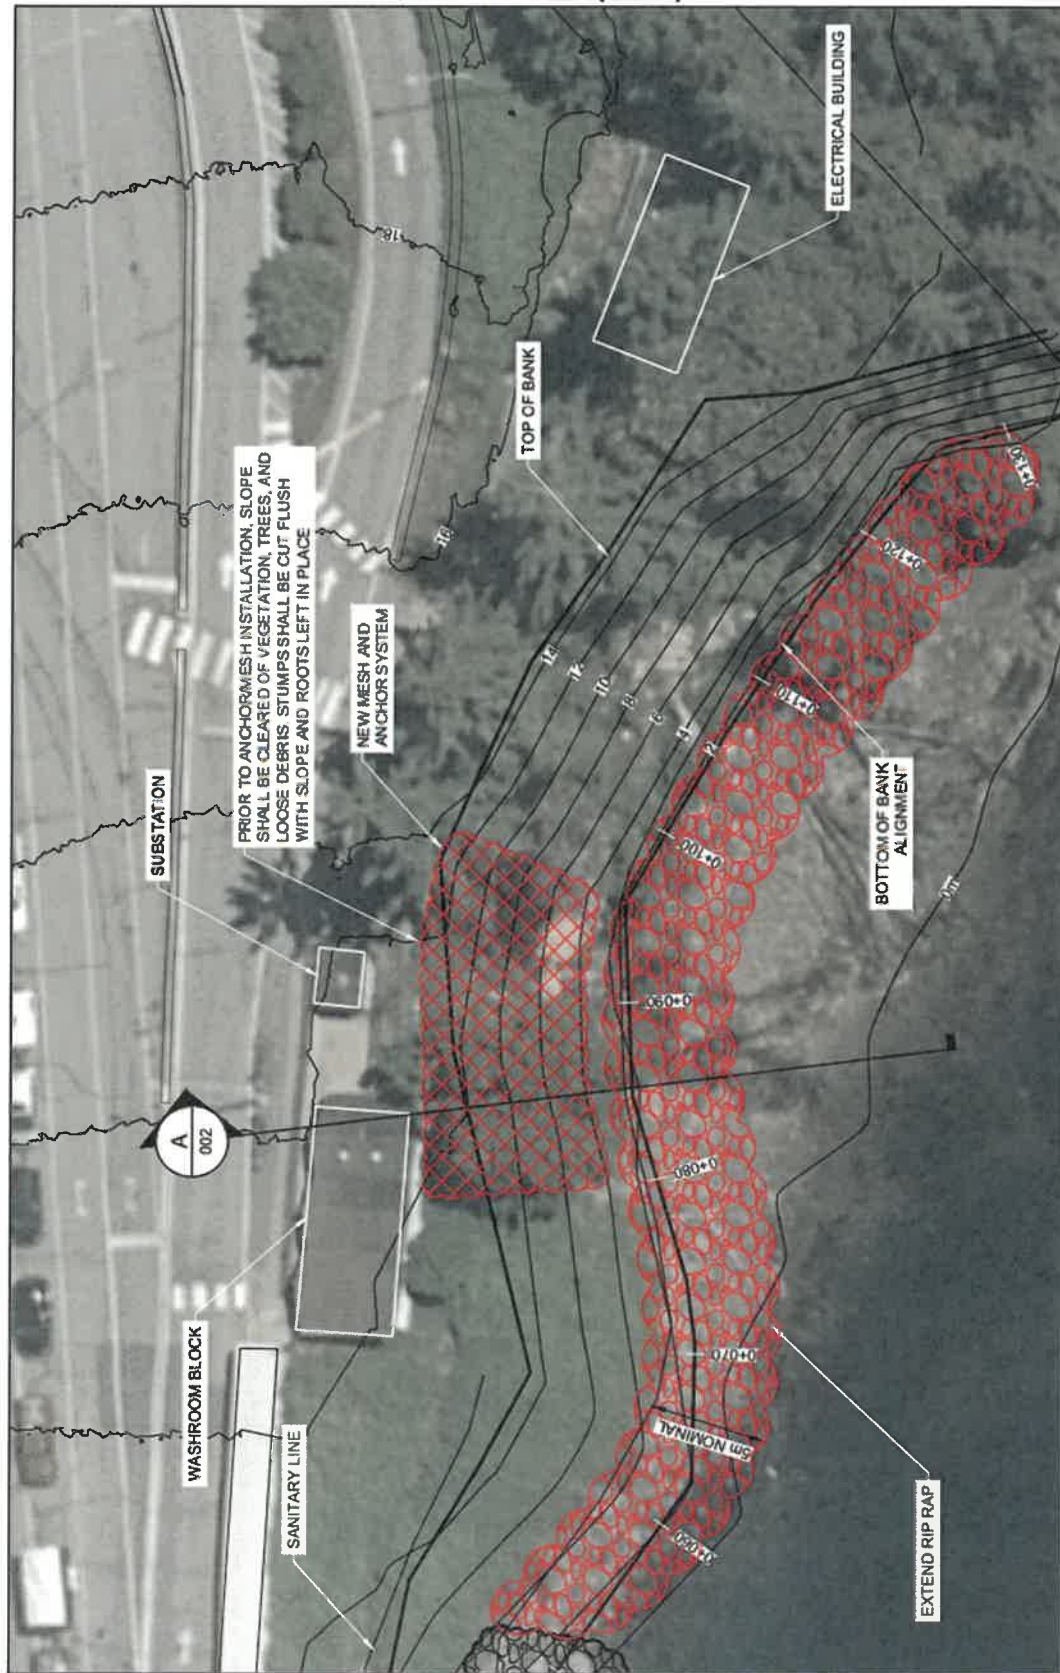 SUBSTATION
PRIOR TO ANCHOR/MESH INSTALLATION, SLOPE
SHALL BE CLEARED OF VEGETATION, TREES, AND
LOOSE DEBRIS. STUMPS SHALL BE CUT FLUSH
WITH SLOPE AND ROOTS LEFT IN PLACE
NEW MESH AND
ANCHOR SYSTEM
TOP OF BANK
ELECTRICAL BUILDING
WASHROOM BLOCK
SANITARY LINE
A
002
18
16
14
12
10
8
6
4
2
0m
0+060
0+070
0+080
0+090
0+100
0+110
0+120
0+130
5m NOMINAL
BOTTOM OF BANK
ALIGNMENT
EXTEND RIP RAP